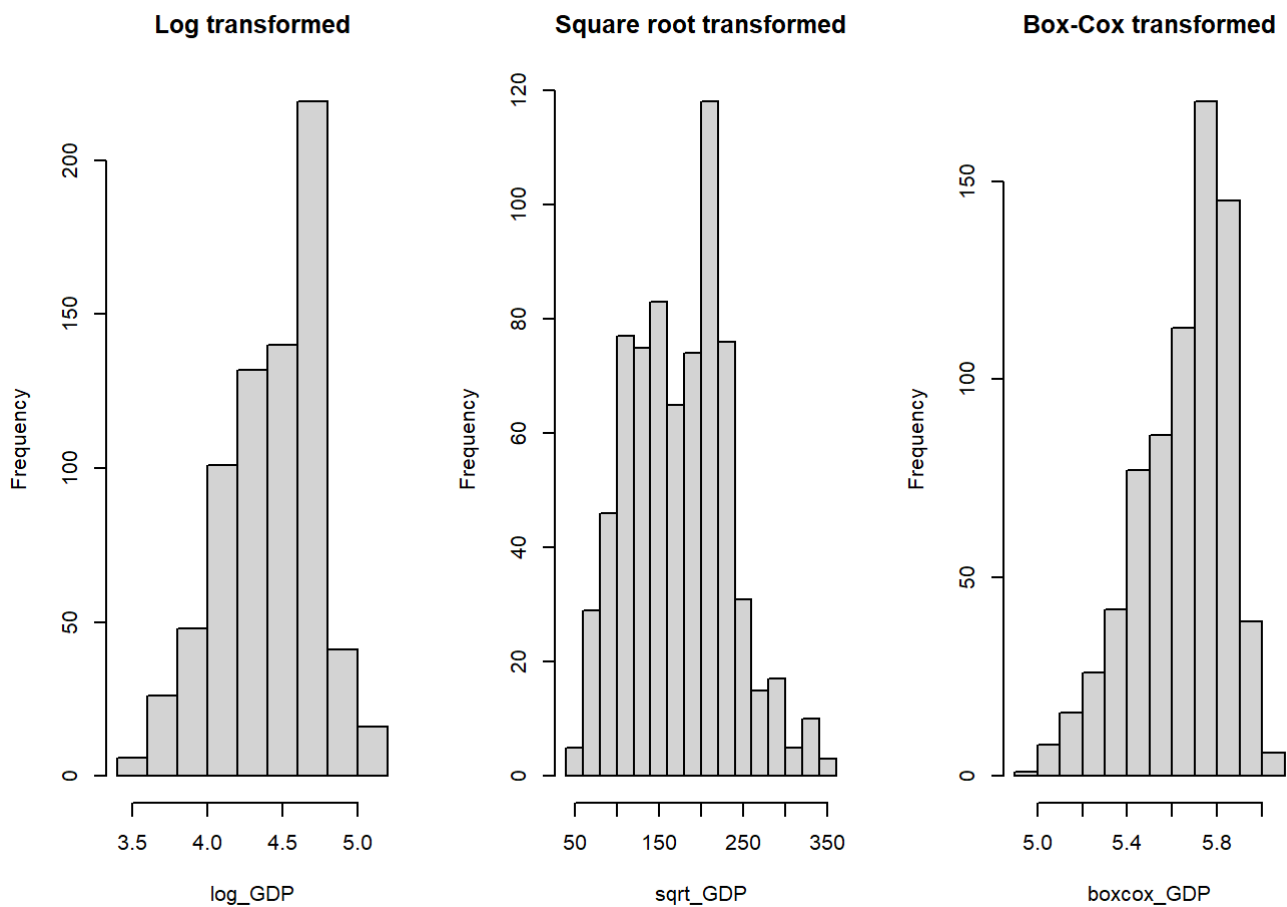 Log transformed
Frequency
200
150
100
50
0
3.5 4.0 4.5 5.0
log_GDP
Square root transformed
Frequency
120
100
80
60
40
20
0
50 150 250 350
sqrt_GDP
Box-Cox transformed
Frequency
150
100
50
0
5.0 5.4 5.8
boxcox_GDP